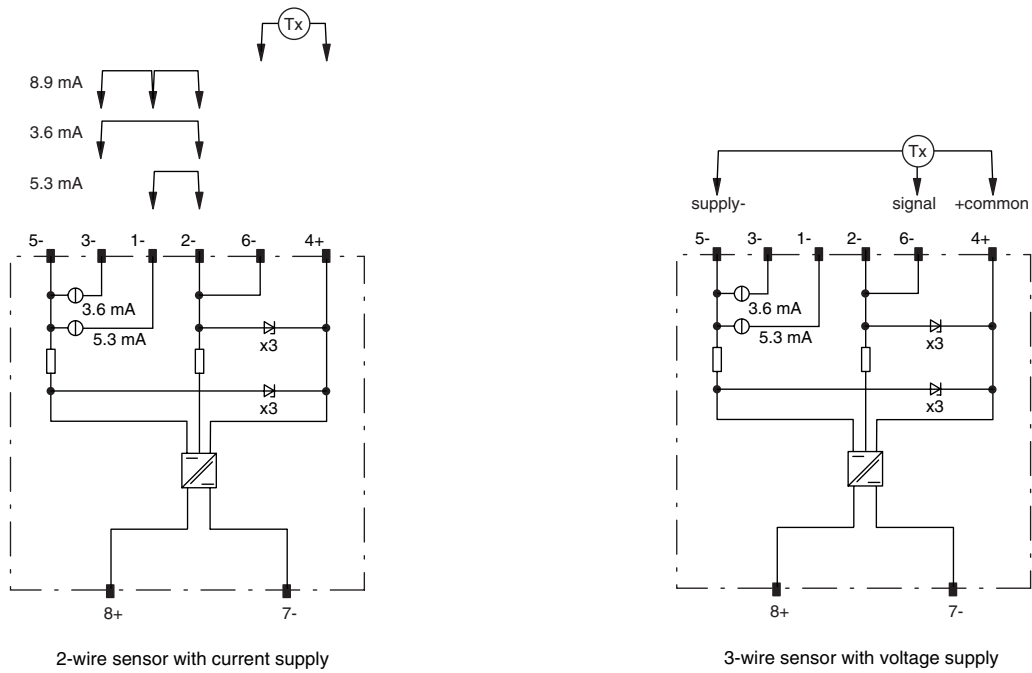 Tx
8.9 mA
3.6 mA
5.3 mA
5- 3- 1- 2- 6- 4+
3.6 mA
5.3 mA
x3
x3
8+ 7-
2-wire sensor with current supply
Tx
supply- signal +common
5- 3- 1- 2- 6- 4+
3.6 mA
5.3 mA
x3
x3
8+ 7-
3-wire sensor with voltage supply